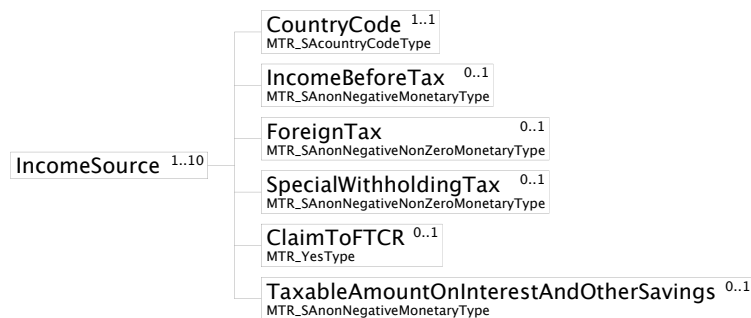 CountryCode 1..1
MTR_SAcountryCodeType
IncomeBeforeTax 0..1
MTR_SAnonNegativeMonetaryType
ForeignTax 0..1
MTR_SAnonNegativeNonZeroMonetaryType
IncomeSource 1..10
SpecialWithholdingTax 0..1
MTR_SAnonNegativeNonZeroMonetaryType
ClaimToFTCR 0..1
MTR_YesType
TaxableAmountOnInterestAndOtherSavings 0..1
MTR_SAnonNegativeMonetaryType